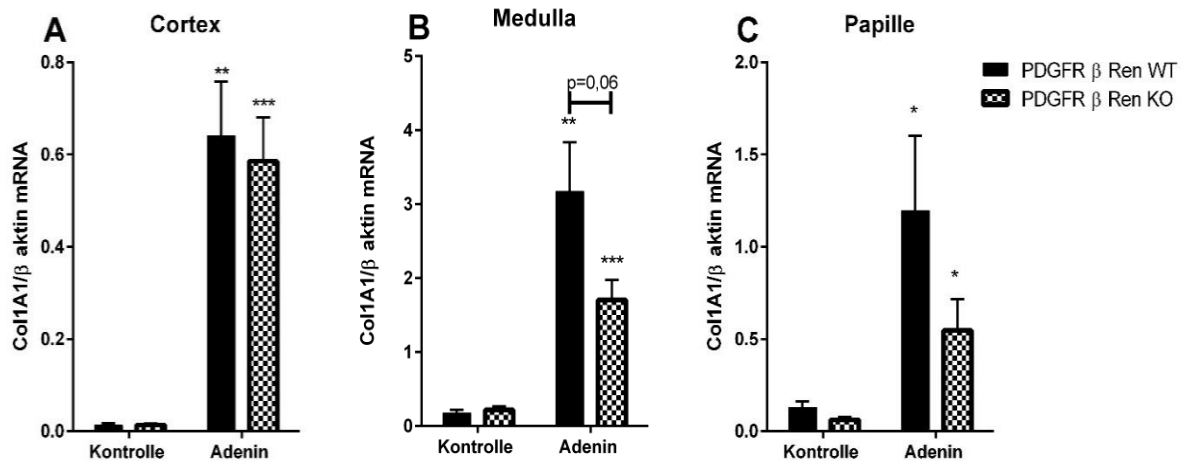 A
Cortex
Col1A1/β aktin mRNA
0.8
0.6
0.4
0.2
0.0
**
***
Kontrolle
Adenin
B
Medulla
Col1A1/β aktin mRNA
5
4
3
2
1
0
p=0,06
**
***
Kontrolle
Adenin
C
Papille
Col1A1/β aktin mRNA
2.0
1.5
1.0
0.5
0.0
*
*
Kontrolle
Adenin
PDGFR β Ren WT
PDGFR β Ren KO